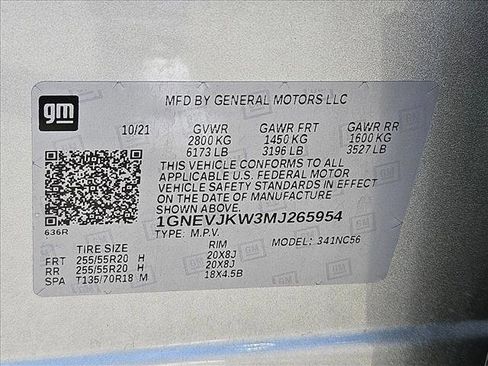 gm
MFD BY GENERAL MOTORS LLC
10/21 GVWR GAWR FRT GAWR RR
2800 KG 1450 KG 1600 KG
6173 LB 3196 LB 3527 LB
THIS VEHICLE CONFORMS TO ALL
APPLICABLE U.S. FEDERAL MOTOR
VEHICLE SAFETY STANDARDS IN EFFECT
ON THE DATE OF MANUFACTURE
SHOWN ABOVE
636R
1GNEVJKW3MJ265954
TYPE: M.P.V. MODEL: 341NC56
TIRE SIZE RIM
FRT 255/55R20 H 20X8J
RR 255/55R20 H 20X8J
SPA T135/70R18 M 18X4.5B